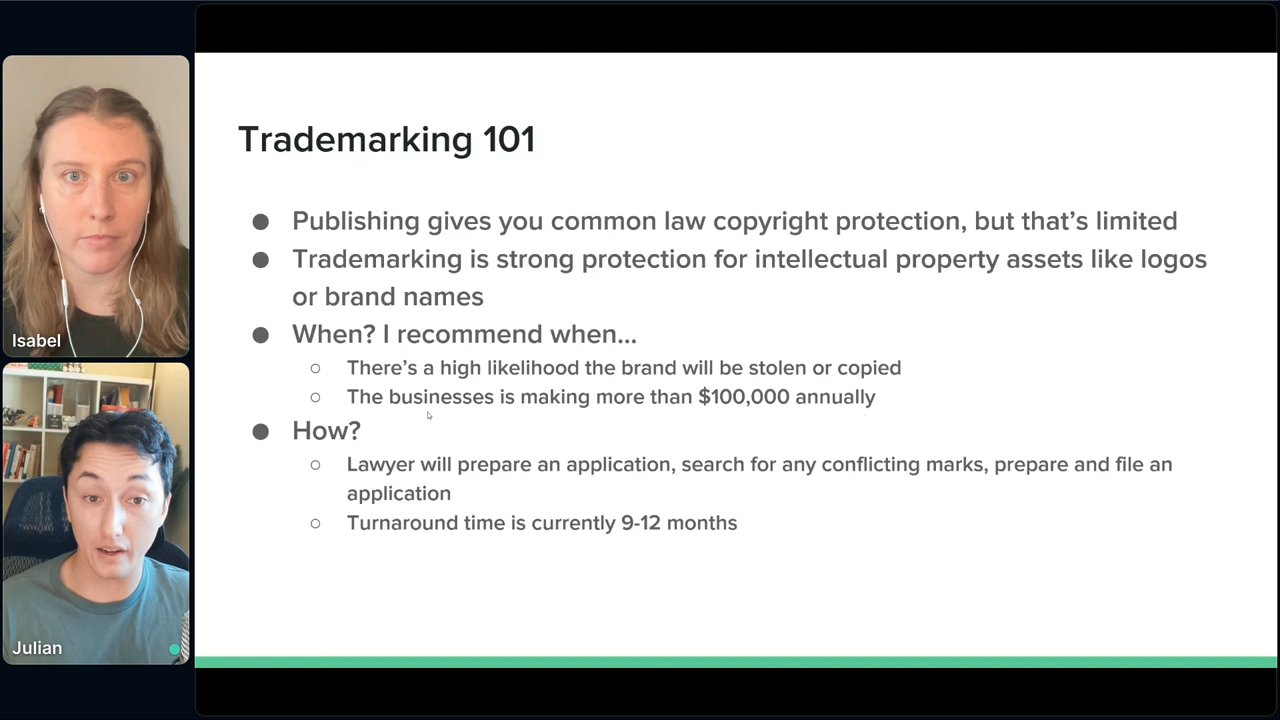 Trademarking 101
● Publishing gives you common law copyright protection, but that’s limited
● Trademarking is strong protection for intellectual property assets like logos
or brand names
● When? I recommend when...
○ There’s a high likelihood the brand will be stolen or copied
○ The businesses is making more than $100,000 annually
● How?
○ Lawyer will prepare an application, search for any conflicting marks, prepare and file an
application
○ Turnaround time is currently 9-12 months
Isabel
Julian